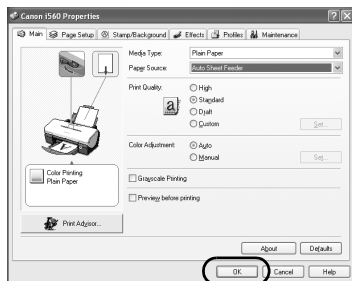 Canon i560 Properties
Main Page Setup Stamp/Background Effects Profiles Maintenance
Media Type: Plain Paper
Paper Source: Auto Sheet Feeder
Print Quality: High
Standard
Draft
Custom Set...
Color Adjustment: Auto
Manual Set...
Color Printing
Plain Paper
Grayscale Printing
Preview before printing
Print Advisor...
About Defaults
OK Cancel Help